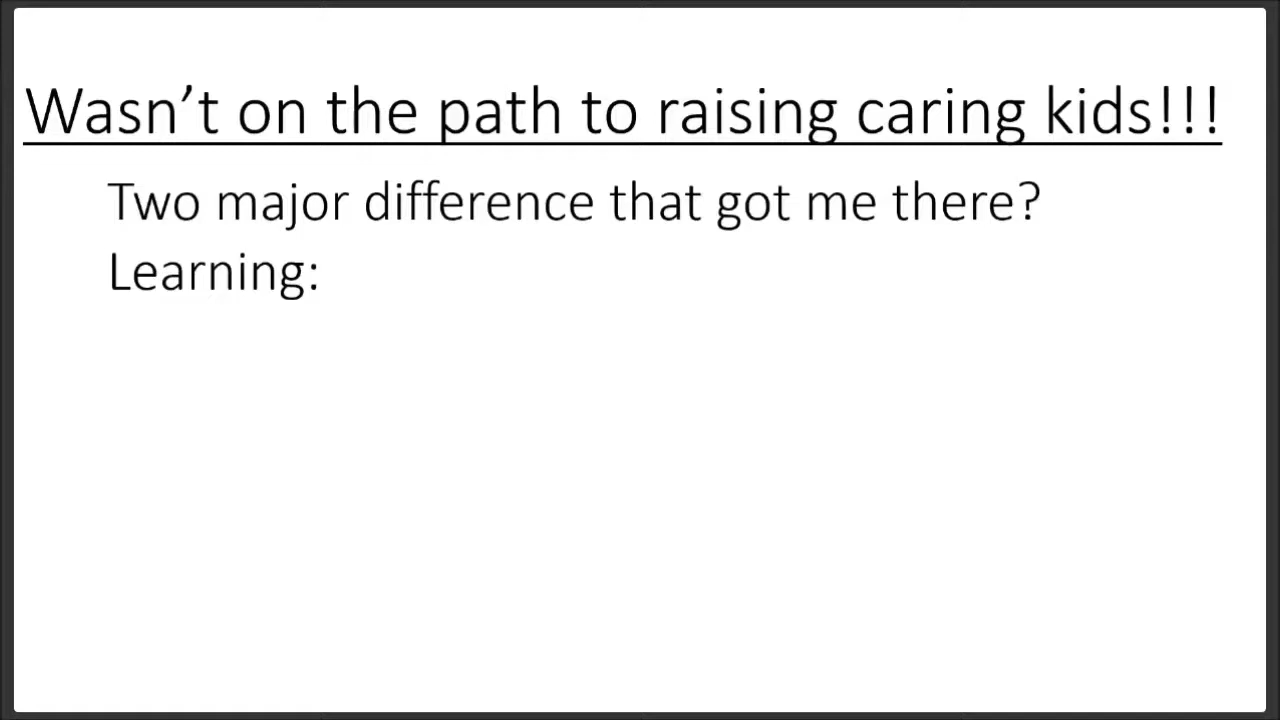 Wasn’t on the path to raising caring kids!!!
Two major difference that got me there?
Learning: